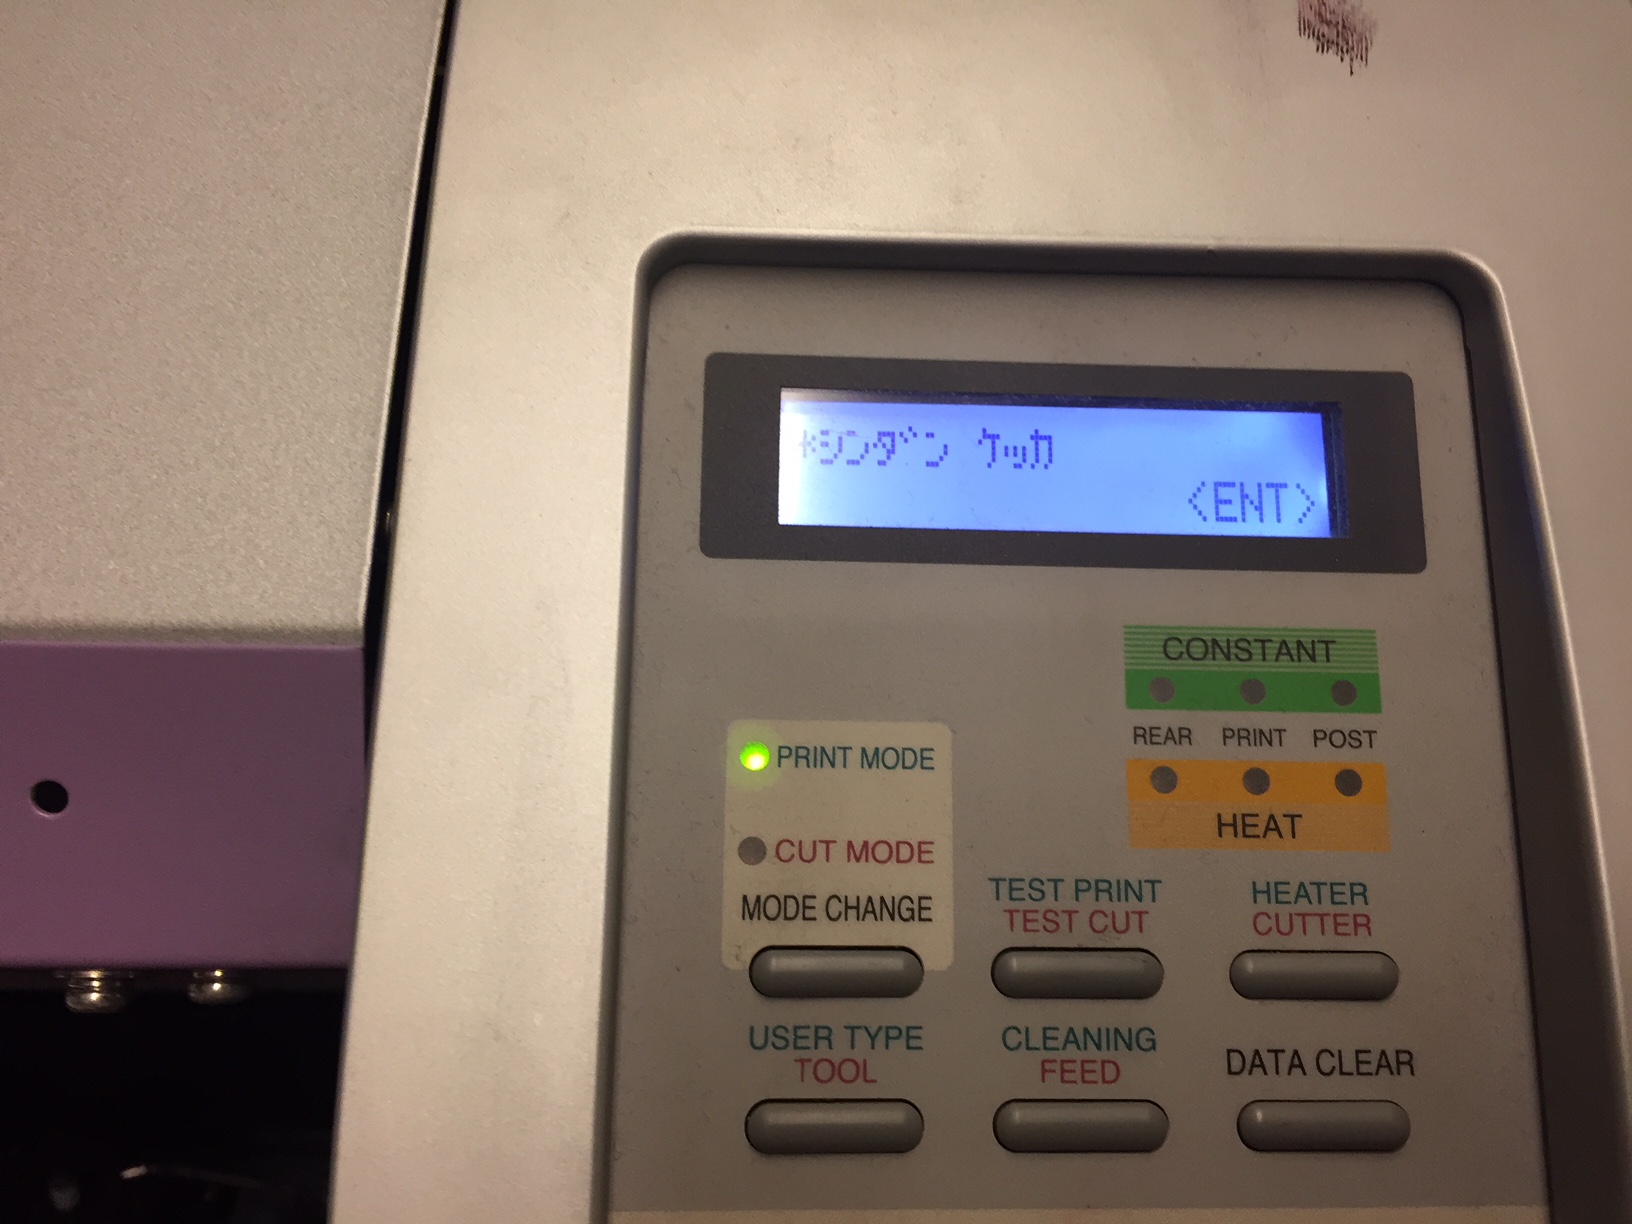 *シンダン ケッカ
<ENT>
CONSTANT
REAR PRINT POST
HEAT
PRINT MODE
CUT MODE
MODE CHANGE
TEST PRINT
TEST CUT
HEATER
CUTTER
USER TYPE
TOOL
CLEANING
FEED
DATA CLEAR